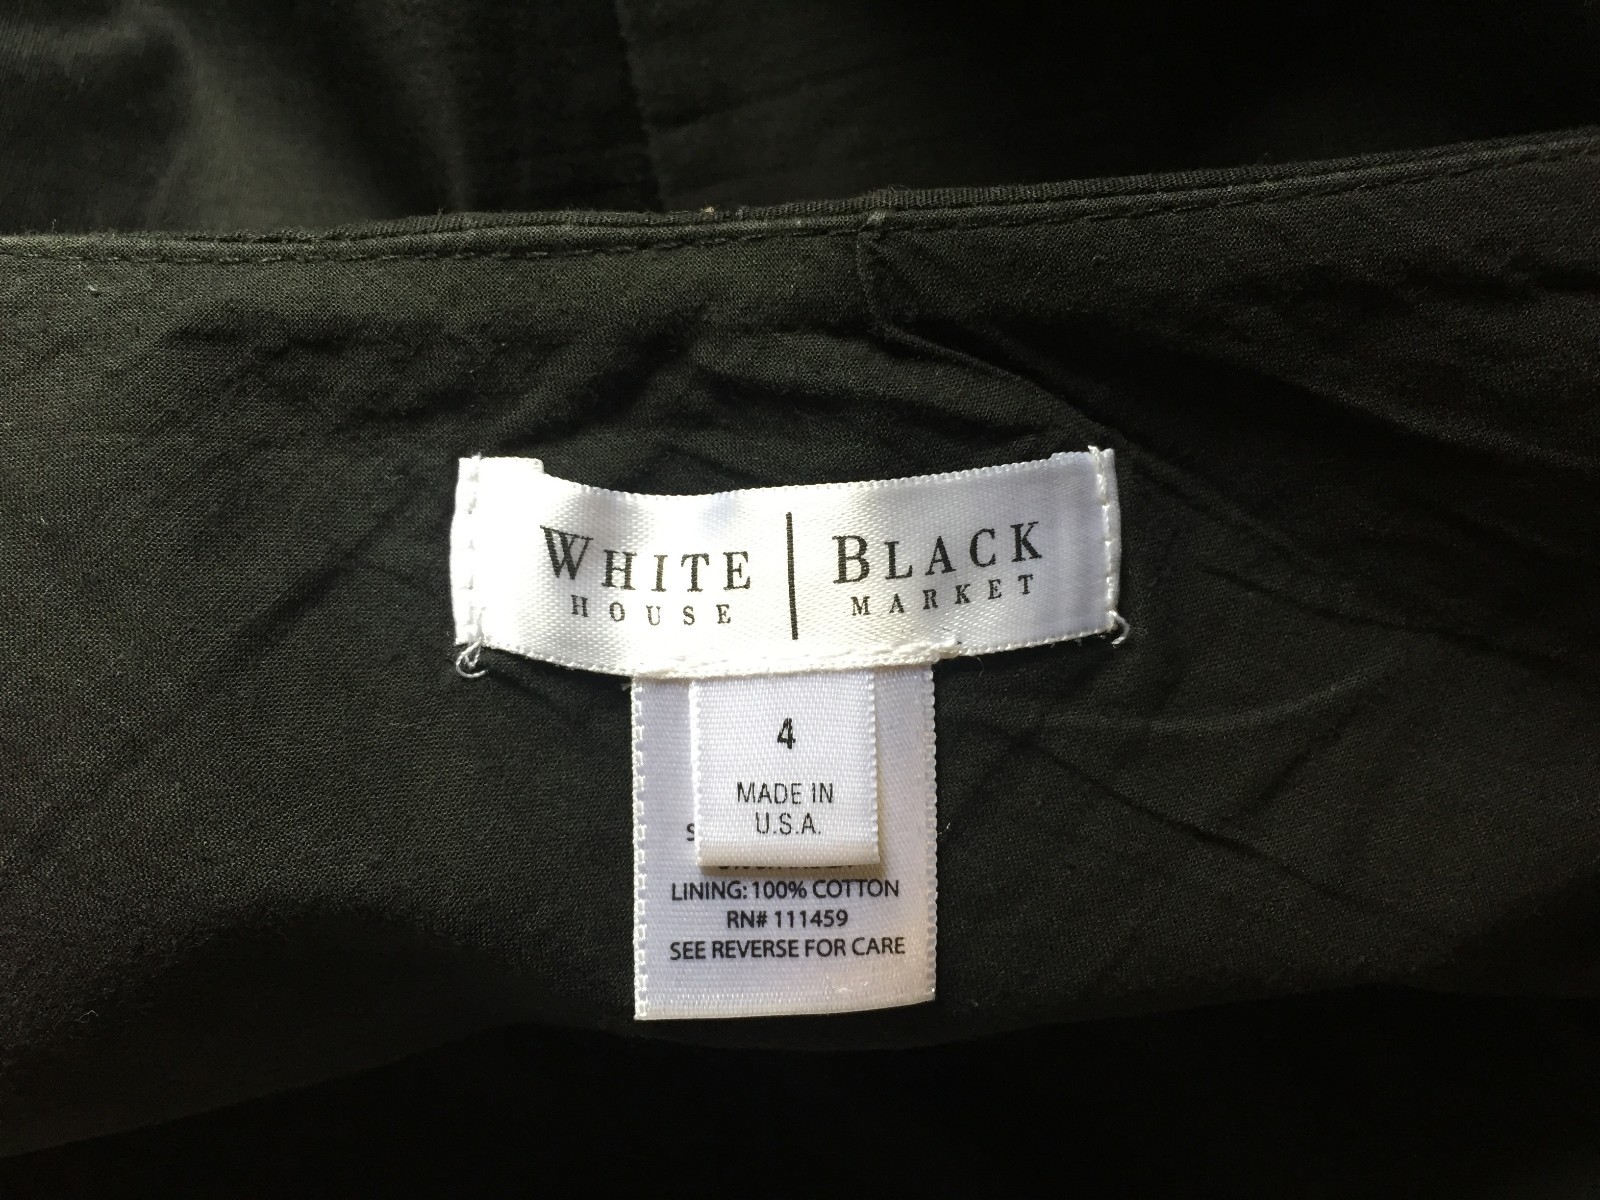 WHITE | BLACK
HOUSE MARKET
4
MADE IN
U.S.A.
LINING: 100% COTTON
RN# 111459
SEE REVERSE FOR CARE